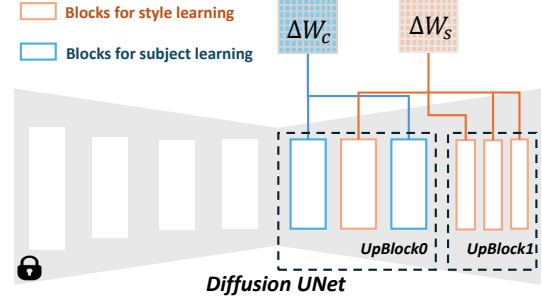 Blocks for style learning
Blocks for subject learning
ΔW_c
ΔW_s
UpBlock0
UpBlock1
Diffusion UNet